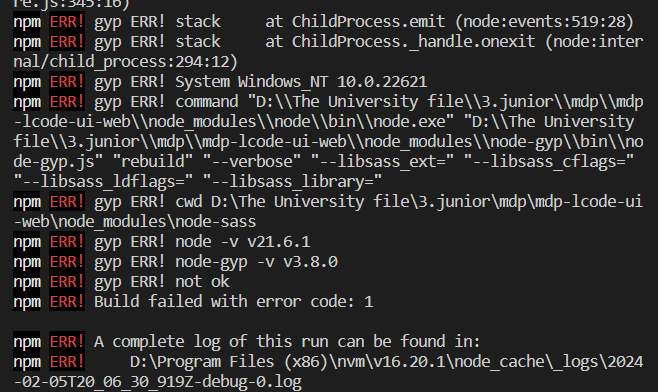 re.js:345:16)
npm ERR! gyp ERR! stack     at ChildProcess.emit (node:events:519:28)
npm ERR! gyp ERR! stack     at ChildProcess._handle.onexit (node:inter
nal/child_process:294:12)
npm ERR! gyp ERR! System Windows_NT 10.0.22621
npm ERR! gyp ERR! command "D:\\The University file\\3.junior\\mdp\\mdp
-lcode-ui-web\\node_modules\\node\\bin\\node.exe" "D:\\The University
file\\3.junior\\mdp\\mdp-lcode-ui-web\\node_modules\\node-gyp\\bin\\no
de-gyp.js" "rebuild" "--verbose" "--libsass_ext=" "--libsass_cflags="
"--libsass_ldflags=" "--libsass_library="
npm ERR! gyp ERR! cwd D:\The University file\3.junior\mdp\mdp-lcode-ui
-web\node_modules\node-sass
npm ERR! gyp ERR! node -v v21.6.1
npm ERR! gyp ERR! node-gyp -v v3.8.0
npm ERR! gyp ERR! not ok
npm ERR! Build failed with error code: 1

npm ERR! A complete log of this run can be found in:
npm ERR!     D:\Program Files (x86)\nvm\v16.20.1\node_cache\_logs\2024
-02-05T20_06_30_919Z-debug-0.log